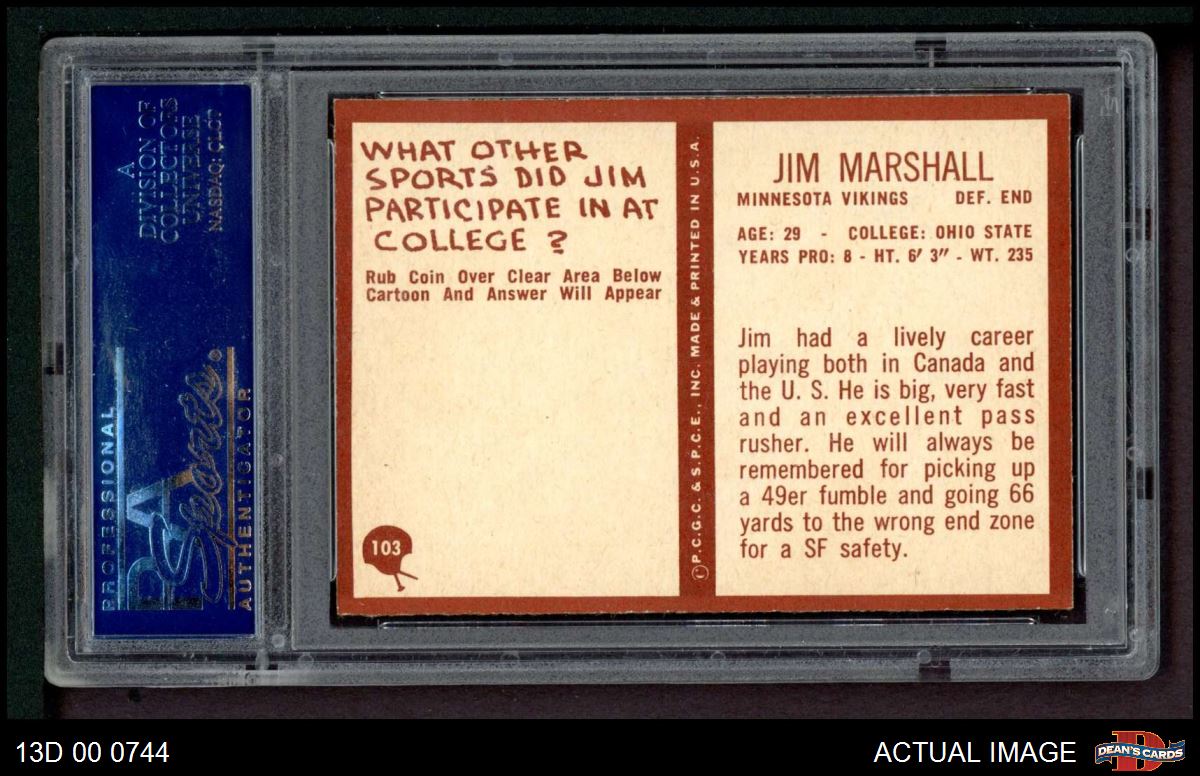 A
DIVISION OF
COLLECTORS
UNIVERSE
NASDAQ: CLCT
PROFESSIONAL
PSA
Sports®
AUTHENTICATOR
WHAT OTHER
SPORTS DID JIM
PARTICIPATE IN AT
COLLEGE ?
Rub Coin Over Clear Area Below
Cartoon And Answer Will Appear
103
©P.C.G.C. & S.P.C.E., INC. MADE & PRINTED IN U.S.A.
JIM MARSHALL
MINNESOTA VIKINGS DEF. END
AGE: 29 - COLLEGE: OHIO STATE
YEARS PRO: 8 - HT. 6' 3" - WT. 235
Jim had a lively career
playing both in Canada and
the U. S. He is big, very fast
and an excellent pass
rusher. He will always be
remembered for picking up
a 49er fumble and going 66
yards to the wrong end zone
for a SF safety.
13D 00 0744
ACTUAL IMAGE
DEAN'S CARDS